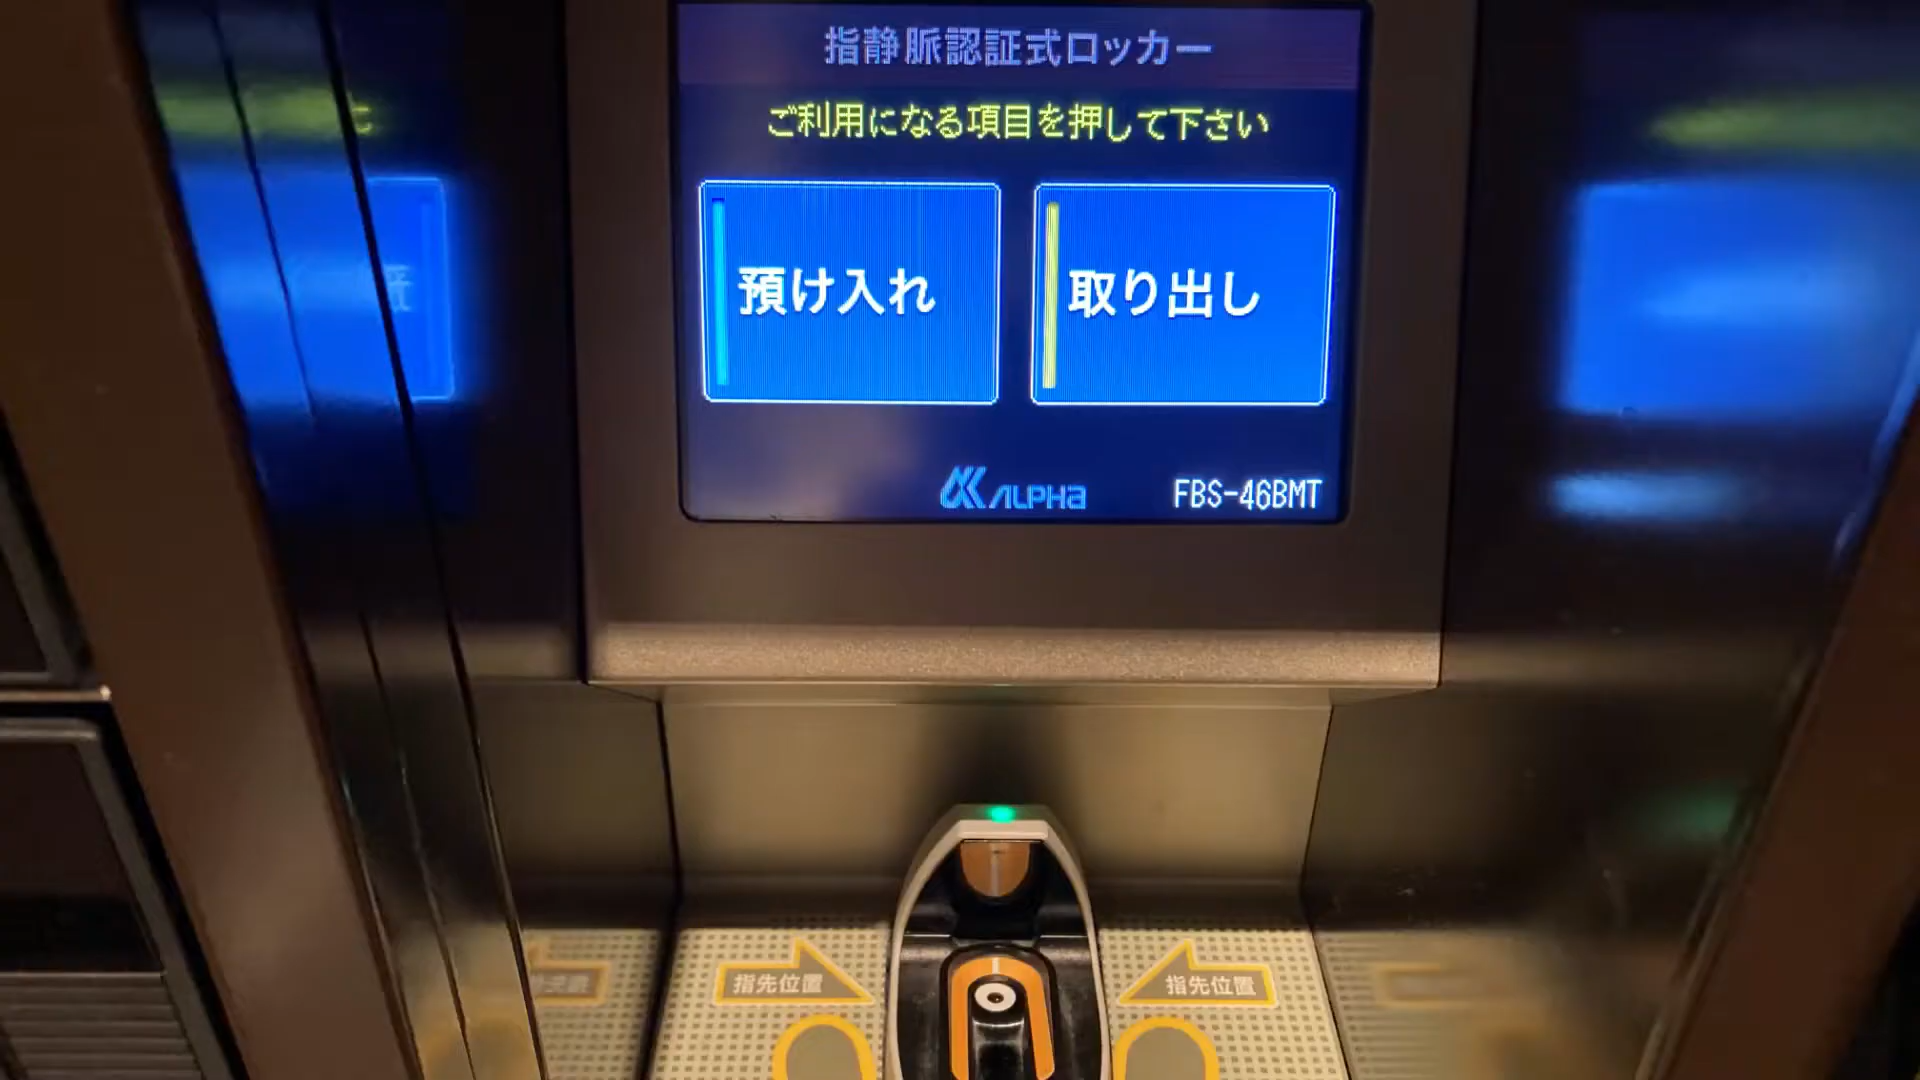 指静脈認証式ロッカー
ご利用になる項目を押して下さい
預け入れ
取り出し
ALPHA
FBS-46BMT
指先位置
指先位置